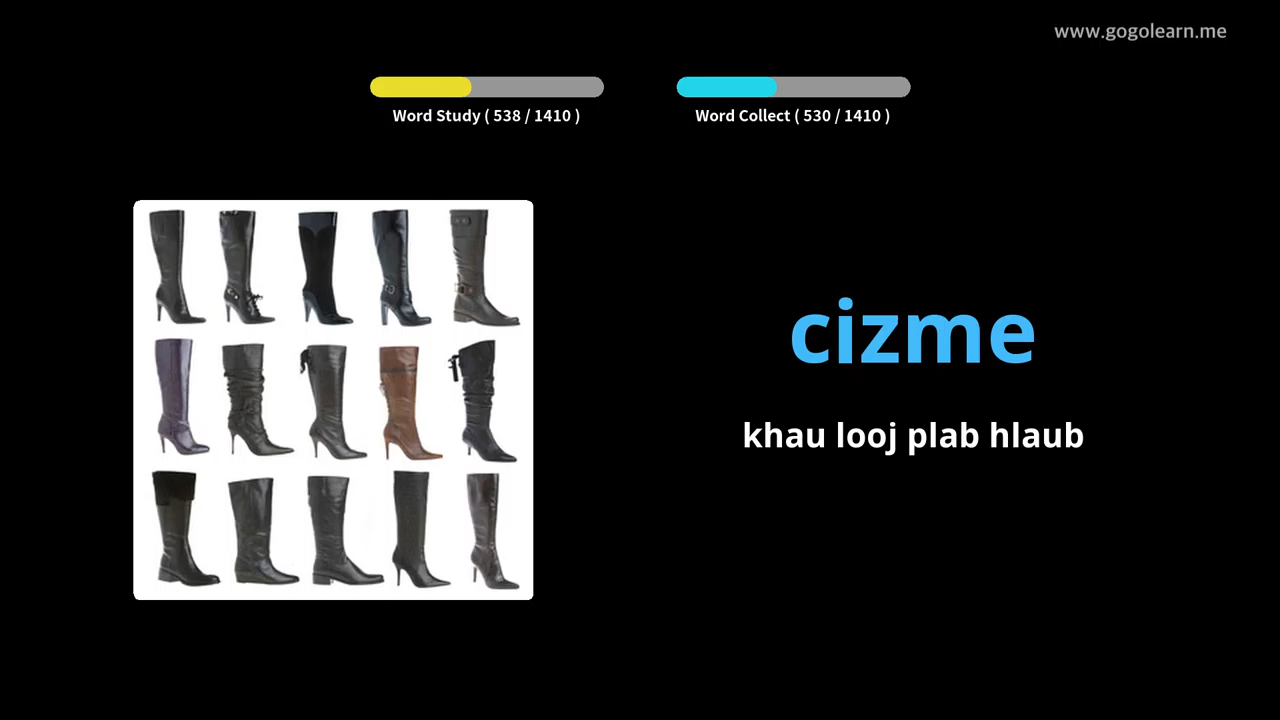 www.gogolearn.me
Word Study ( 538 / 1410 )
Word Collect ( 530 / 1410 )
cizme
khau looj plab hlaub